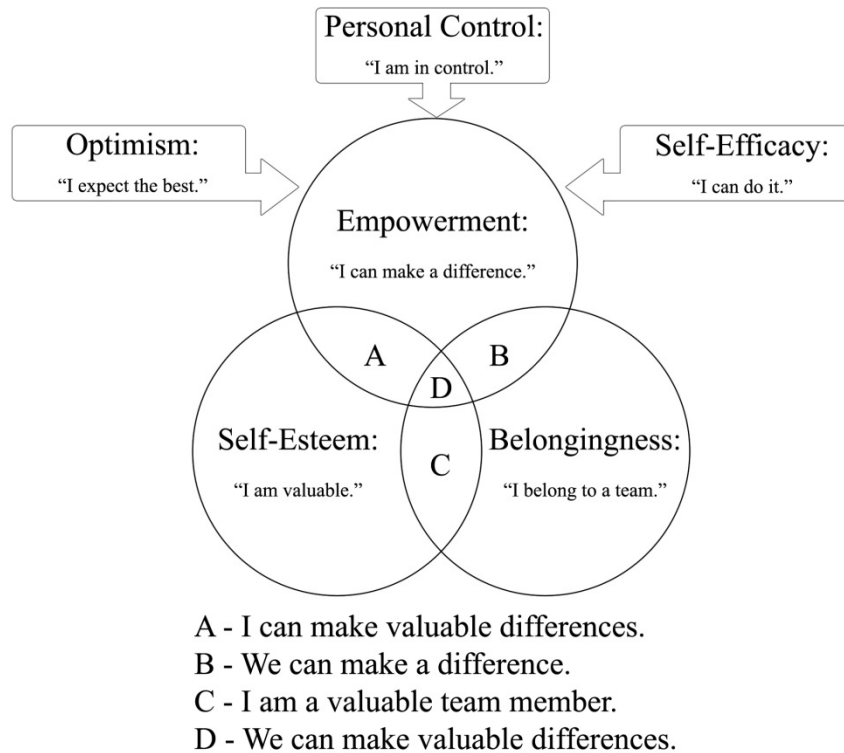 Personal Control:
“I am in control.”
Optimism:
“I expect the best.”
Self-Efficacy:
“I can do it.”
Empowerment:
“I can make a difference.”
A
B
D
Self-Esteem:
“I am valuable.”
C
Belongingness:
“I belong to a team.”
A - I can make valuable differences.
B - We can make a difference.
C - I am a valuable team member.
D - We can make valuable differences.